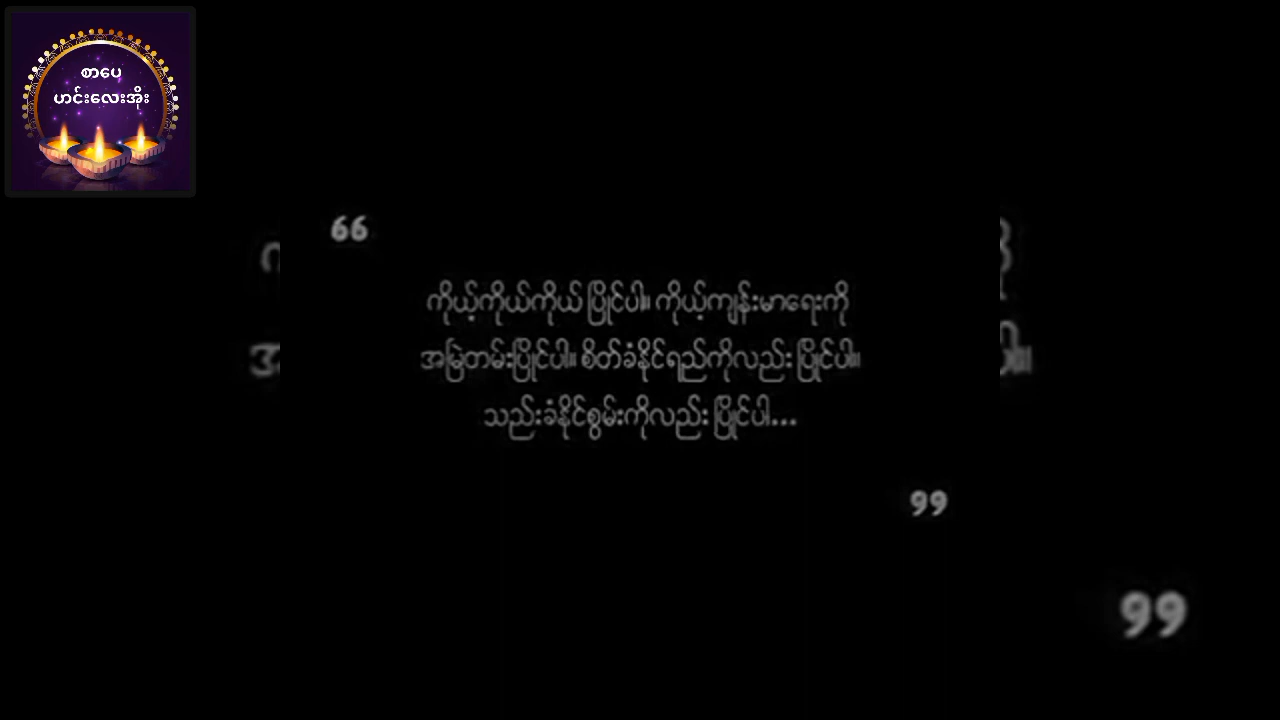 စာပေ
ဟင်းလေးအိုး
“
ကိုယ့်ကိုယ်ကိုယ် ပြိုင်ပါ။ ကိုယ့်ကျန်းမာရေးကို
အမြဲတမ်းပြိုင်ပါ။ စိတ်ခံနိုင်ရည်ကိုလည်း ပြိုင်ပါ။
သည်းခံနိုင်စွမ်းကိုလည်း ပြိုင်ပါ...
”
”